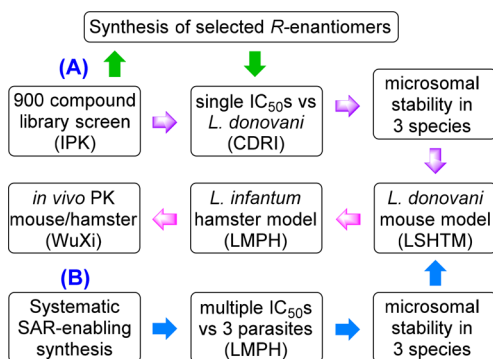 Synthesis of selected R-enantiomers
(A)
900 compound
library screen
(IPK)
single IC50s vs
L. donovani
(CDRI)
microsomal
stability in
3 species
in vivo PK
mouse/hamster
(WuXi)
L. infantum
hamster model
(LMPH)
L. donovani
mouse model
(LSHTM)
(B)
Systematic
SAR-enabling
synthesis
multiple IC50s
vs 3 parasites
(LMPH)
microsomal
stability in
3 species